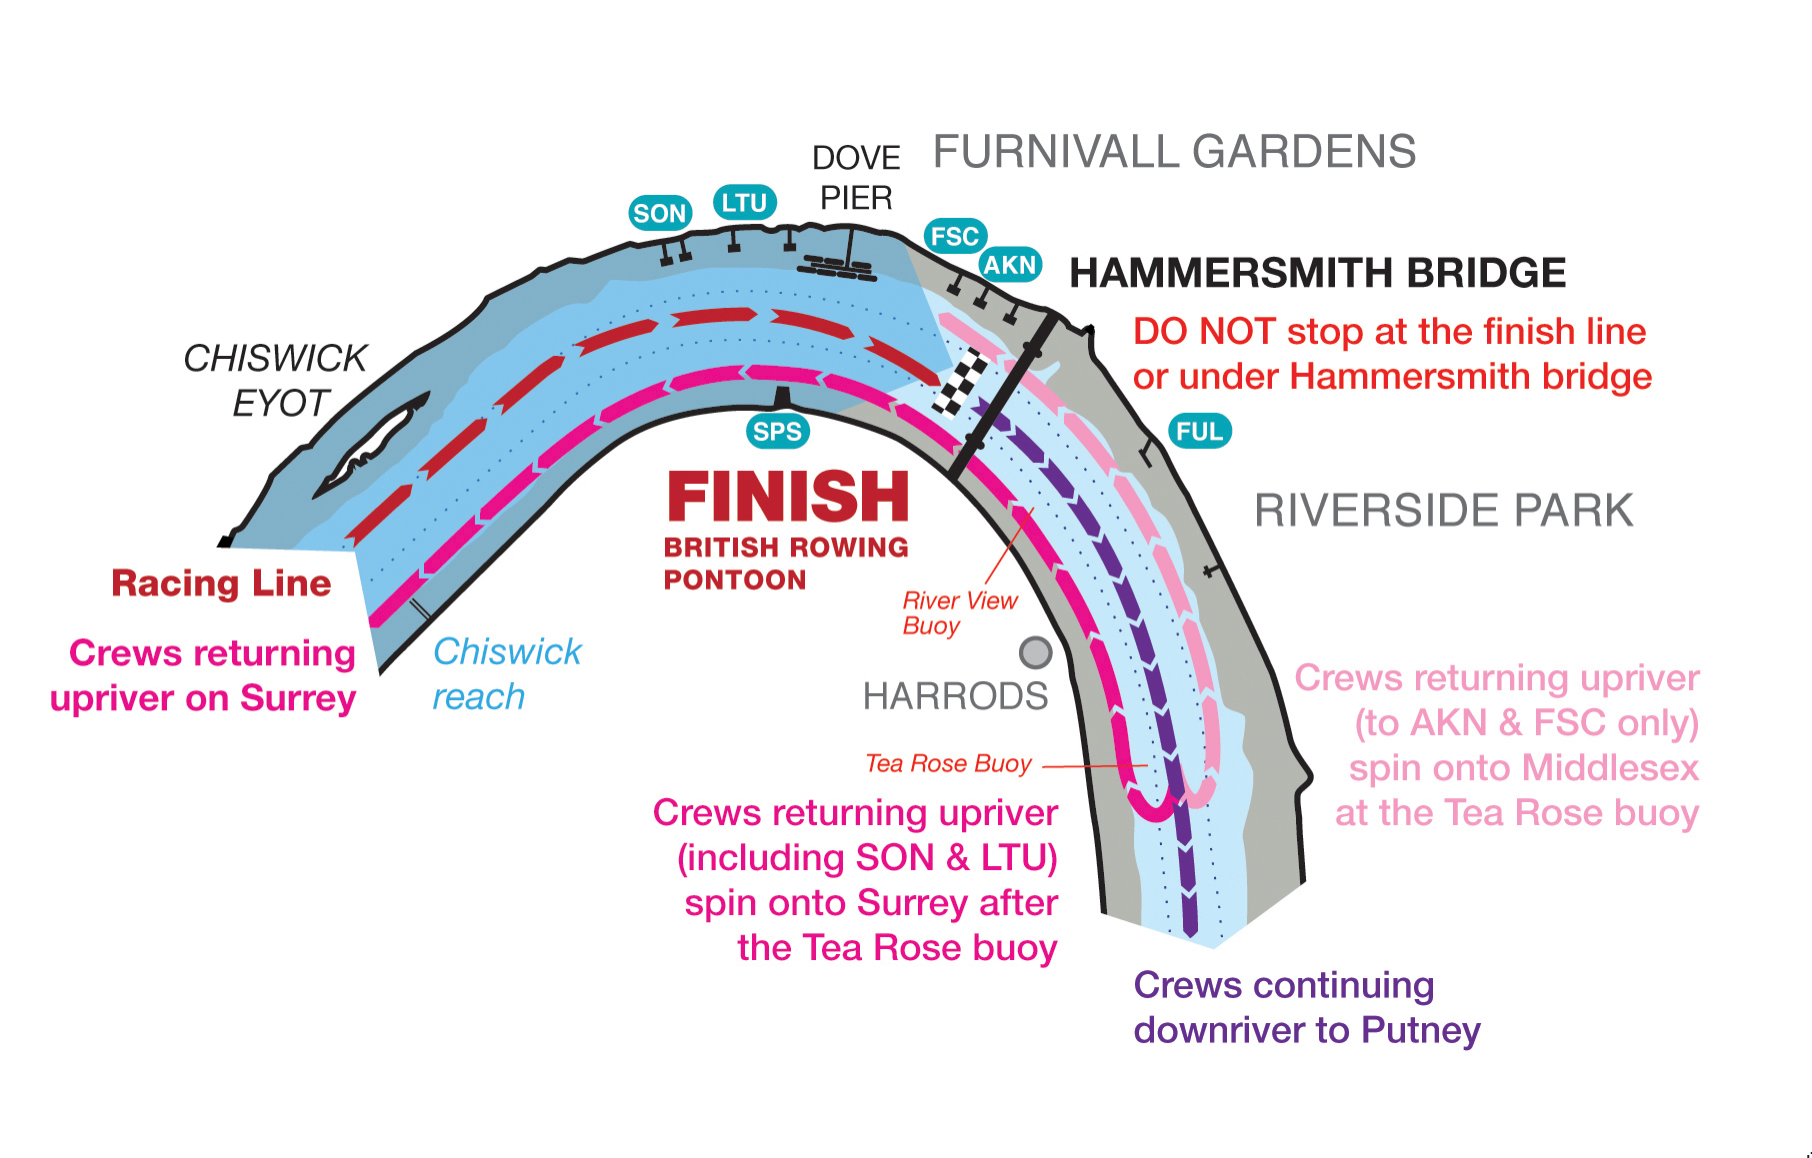 DOVE
PIER
FURNIVALL GARDENS
SON
LTU
FSC
AKN
HAMMERSMITH BRIDGE
DO NOT stop at the finish line
or under Hammersmith bridge
CHISWICK
EYOT
SPS
FUL
FINISH
BRITISH ROWING
PONTOON
RIVERSIDE PARK
Racing Line
River View
Buoy
Crews returning
upriver on Surrey
Chiswick
reach
HARRODS
Crews returning upriver
(to AKN & FSC only)
spin onto Middlesex
at the Tea Rose buoy
Tea Rose Buoy
Crews returning upriver
(including SON & LTU)
spin onto Surrey after
the Tea Rose buoy
Crews continuing
downriver to Putney